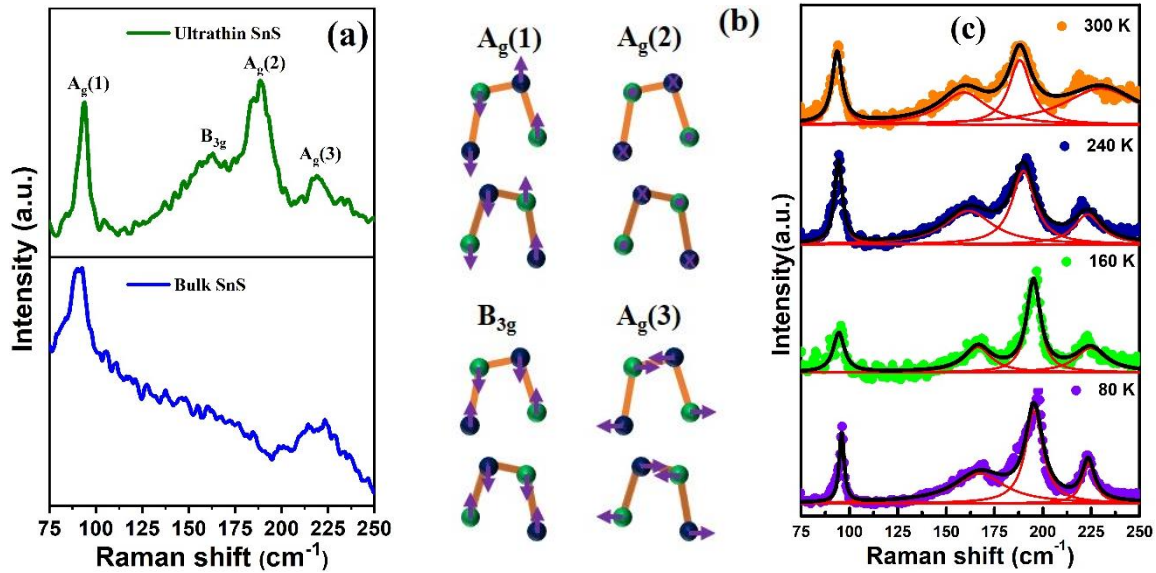 (a)
Ultrathin SnS
Ag(1)
Ag(2)
B3g
Ag(3)
Bulk SnS
Intensity (a.u.)
75 100 125 150 175 200 225 250
Raman shift (cm-1)
(b)
Ag(1) Ag(2)
B3g Ag(3)
(c)
300 K
240 K
160 K
80 K
Intensity(a.u.)
75 100 125 150 175 200 225 250
Raman shift (cm-1)